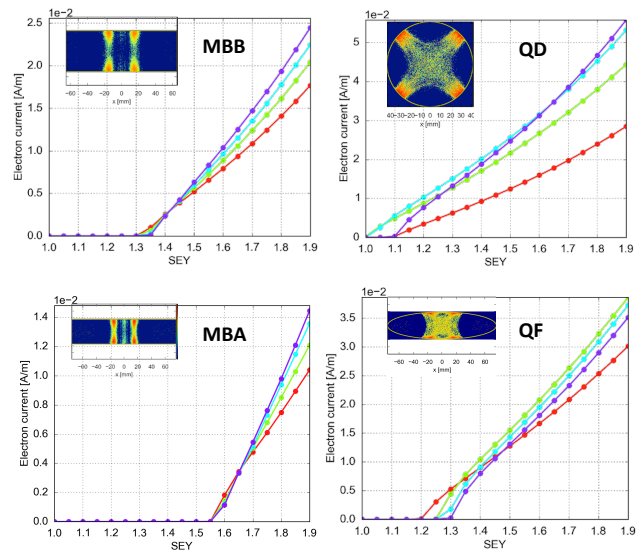 1e-2
MBB
Electron current [A/m]
2.5
2.0
1.5
1.0
0.5
0.0
−60 −40 −20 0 20 40 60
x [mm]
1.0 1.1 1.2 1.3 1.4 1.5 1.6 1.7 1.8 1.9
SEY
1e-2
QD
Electron current [A/m]
5
4
3
2
1
0
40−30−20−10 0 10 20 30 40
x [mm]
1.0 1.1 1.2 1.3 1.4 1.5 1.6 1.7 1.8 1.9
SEY
1e-2
MBA
Electron current [A/m]
1.4
1.2
1.0
0.8
0.6
0.4
0.2
0.0
−60 −40 −20 0 20 40 60
x [mm]
1.0 1.1 1.2 1.3 1.4 1.5 1.6 1.7 1.8 1.9
SEY
1e-2
QF
Electron current [A/m]
3.5
3.0
2.5
2.0
1.5
1.0
0.5
0.0
−60 −40 −20 0 20 40 60
x [mm]
1.0 1.1 1.2 1.3 1.4 1.5 1.6 1.7 1.8 1.9
SEY